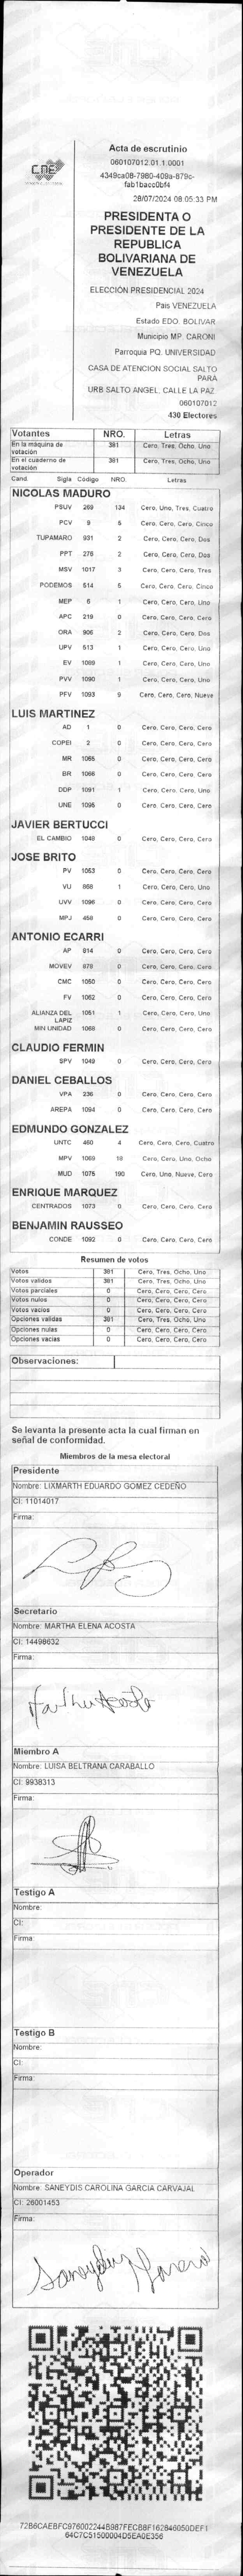 CNE
Acta de escrutinio
060107012.01.1.0001
4349ca08-7980-409a-879c-
fab1bacc0bf4
28/07/2024 08:05:33 PM
PRESIDENTA O
PRESIDENTE DE LA
REPUBLICA
BOLIVARIANA DE
VENEZUELA
ELECCIÓN PRESIDENCIAL 2024
Pais VENEZUELA
Estado EDO. BOLIVAR
Municipio MP. CARONI
Parroquia PQ. UNIVERSIDAD
CASA DE ATENCION SOCIAL SALTO
PARA
URB SALTO ANGEL, CALLE LA PAZ
060107012
430 Electores
Votantes NRO. Letras
En la máquina de votación 381 Cero, Tres, Ocho, Uno
En el cuaderno de votación 381 Cero, Tres, Ocho, Uno
Cand. Sigla Código NRO. Letras
NICOLAS MADURO
PSUV 269 134 Cero, Uno, Tres, Cuatro
PCV 9 5 Cero, Cero, Cero, Cinco
TUPAMARO 931 2 Cero, Cero, Cero, Dos
PPT 276 2 Cero, Cero, Cero, Dos
MSV 1017 3 Cero, Cero, Cero, Tres
PODEMOS 514 5 Cero, Cero, Cero, Cinco
MEP 6 1 Cero, Cero, Cero, Uno
APC 219 0 Cero, Cero, Cero, Cero
ORA 906 2 Cero, Cero, Cero, Dos
UPV 513 1 Cero, Cero, Cero, Uno
EV 1089 1 Cero, Cero, Cero, Uno
PVV 1090 1 Cero, Cero, Cero, Uno
PFV 1093 9 Cero, Cero, Cero, Nueve
LUIS MARTINEZ
AD 1 0 Cero, Cero, Cero, Cero
COPEI 2 0 Cero, Cero, Cero, Cero
MR 1065 0 Cero, Cero, Cero, Cero
BR 1066 0 Cero, Cero, Cero, Cero
DDP 1091 1 Cero, Cero, Cero, Uno
UNE 1095 0 Cero, Cero, Cero, Cero
JAVIER BERTUCCI
EL CAMBIO 1048 0 Cero, Cero, Cero, Cero
JOSE BRITO
PV 1053 0 Cero, Cero, Cero, Cero
VU 868 1 Cero, Cero, Cero, Uno
UVV 1096 0 Cero, Cero, Cero, Cero
MPJ 458 0 Cero, Cero, Cero, Cero
ANTONIO ECARRI
AP 814 0 Cero, Cero, Cero, Cero
MOVEV 878 0 Cero, Cero, Cero, Cero
CMC 1050 0 Cero, Cero, Cero, Cero
FV 1052 0 Cero, Cero, Cero, Cero
ALIANZA DEL LAPIZ 1051 1 Cero, Cero, Cero, Uno
MIN UNIDAD 1068 0 Cero, Cero, Cero, Cero
CLAUDIO FERMIN
SPV 1049 0 Cero, Cero, Cero, Cero
DANIEL CEBALLOS
VPA 236 0 Cero, Cero, Cero, Cero
AREPA 1094 0 Cero, Cero, Cero, Cero
EDMUNDO GONZALEZ
UNTC 460 4 Cero, Cero, Cero, Cuatro
MPV 1069 18 Cero, Cero, Uno, Ocho
MUD 1075 190 Cero, Uno, Nueve, Cero
ENRIQUE MARQUEZ
CENTRADOS 1073 0 Cero, Cero, Cero, Cero
BENJAMIN RAUSSEO
CONDE 1092 0 Cero, Cero, Cero, Cero
Resumen de votos
Votos 381 Cero, Tres, Ocho, Uno
Votos validos 381 Cero, Tres, Ocho, Uno
Votos parciales 0 Cero, Cero, Cero, Cero
Votos nulos 0 Cero, Cero, Cero, Cero
Votos vacios 0 Cero, Cero, Cero, Cero
Opciones validas 381 Cero, Tres, Ocho, Uno
Opciones nulas 0 Cero, Cero, Cero, Cero
Opciones vacias 0 Cero, Cero, Cero, Cero
Observaciones:
Se levanta la presente acta la cual firman en
señal de conformidad.
Miembros de la mesa electoral
Presidente
Nombre: LIXMARTH EDUARDO GOMEZ CEDEÑO
CI: 11014017
Firma:
Secretario
Nombre: MARTHA ELENA ACOSTA
CI: 14498632
Firma:
Martha Acosta
Miembro A
Nombre: LUISA BELTRANA CARABALLO
CI: 9938313
Firma:
Testigo A
Nombre:
CI:
Firma:
Testigo B
Nombre:
CI:
Firma:
Operador
Nombre: SANEYDIS CAROLINA GARCIA CARVAJAL
CI: 26001453
Firma:
Saneydis Garcia
72B6CAEBFC976002244B987FECB8F162846050DEF1
64C7C51500004D5EA0E356